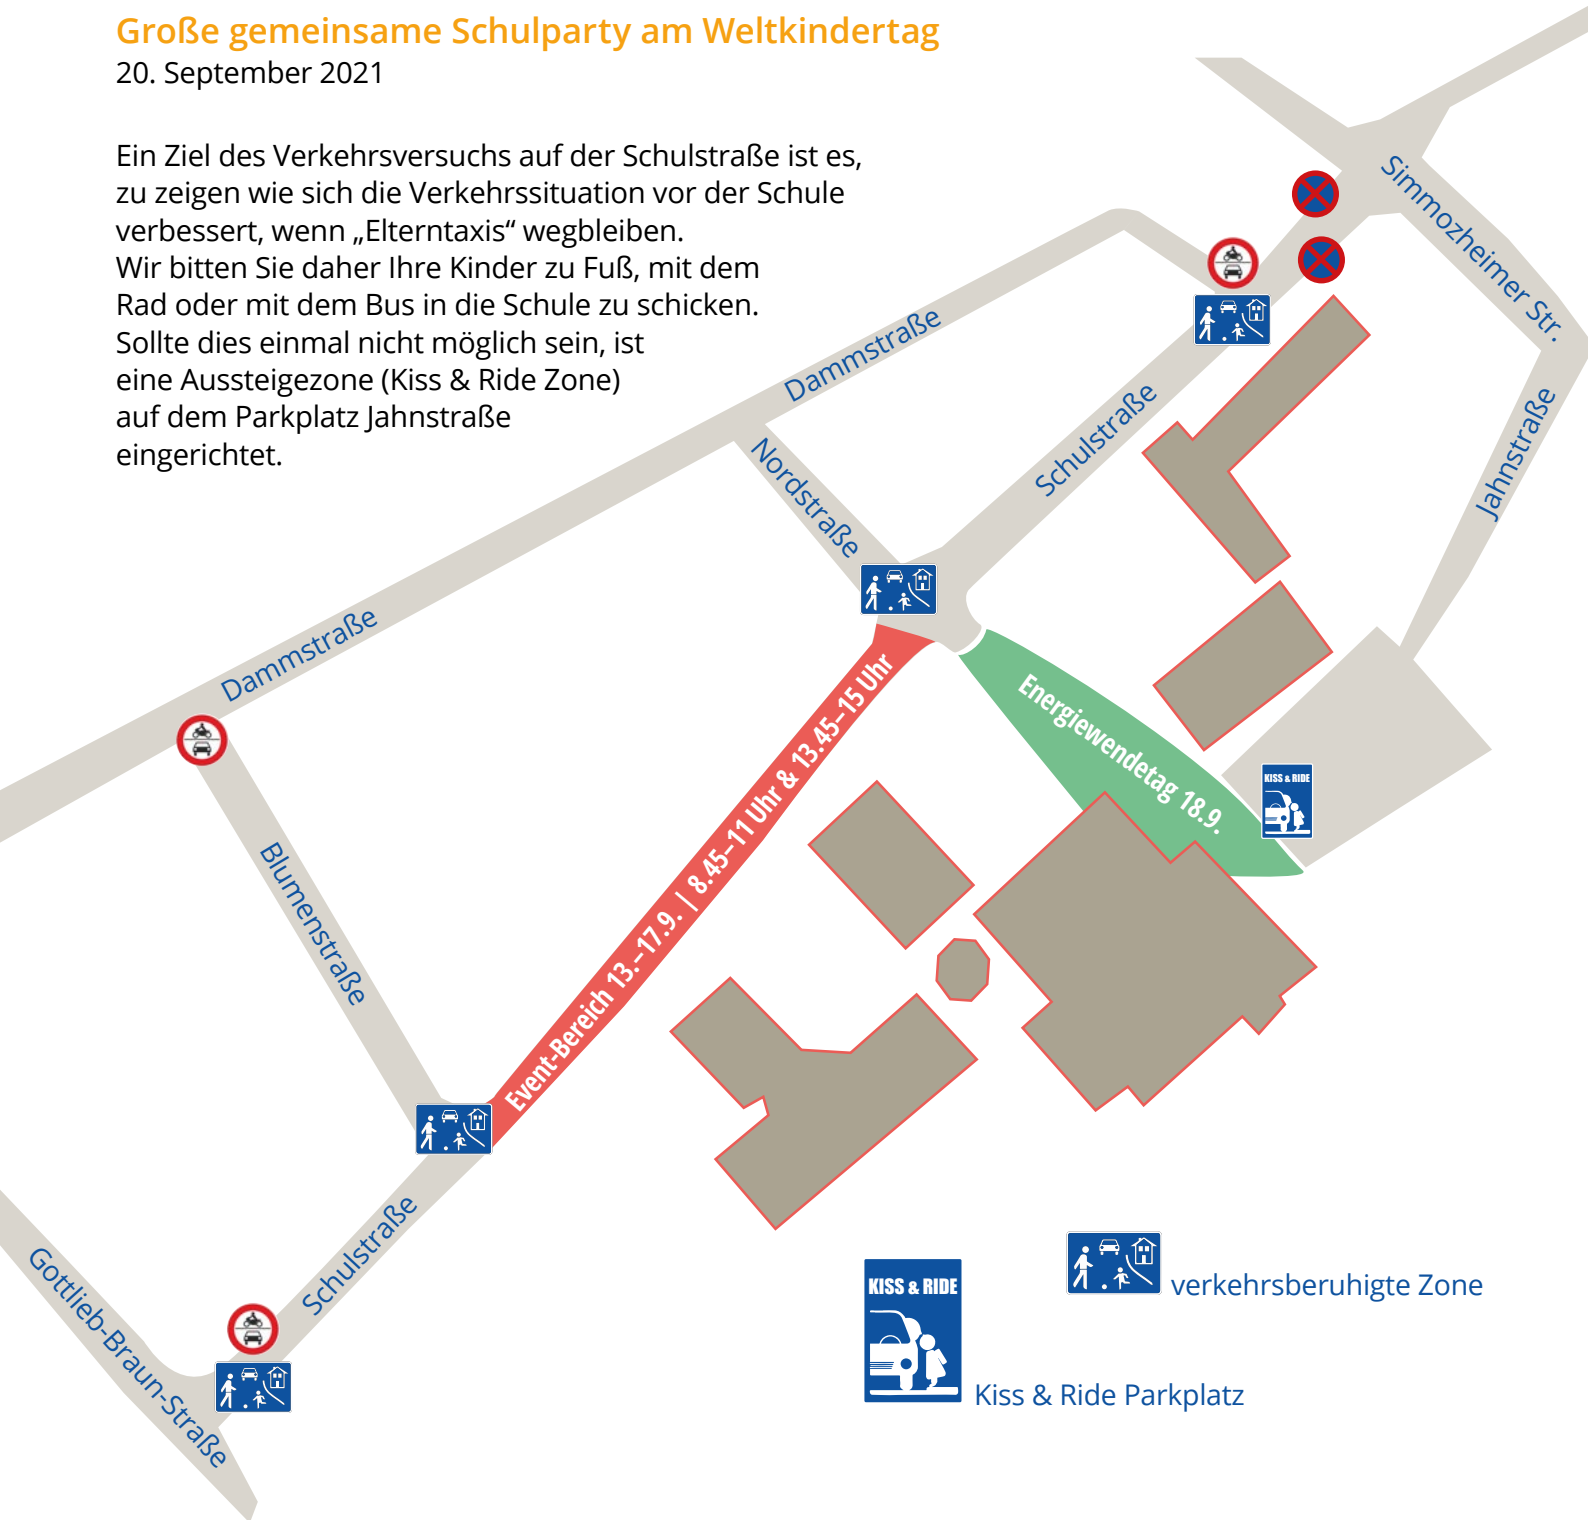 Große gemeinsame Schulparty am Weltkindertag
20. September 2021
Ein Ziel des Verkehrsversuchs auf der Schulstraße ist es,
zu zeigen wie sich die Verkehrssituation vor der Schule
verbessert, wenn „Elterntaxis“ wegbleiben.
Wir bitten Sie daher Ihre Kinder zu Fuß, mit dem
Rad oder mit dem Bus in die Schule zu schicken.
Sollte dies einmal nicht möglich sein, ist
eine Aussteigezone (Kiss & Ride Zone)
auf dem Parkplatz Jahnstraße
eingerichtet.
Simmozheimer Str.
Dammstraße
Schulstraße
Jahnstraße
Nordstraße
Dammstraße
Energiewendetag 18.9.
Event-Bereich 13.–17.9. | 8.45–11 Uhr & 13.45–15 Uhr
KISS & RIDE
Blumenstraße
Schulstraße
Gottlieb-Braun-Straße
KISS & RIDE
verkehrsberuhigte Zone
Kiss & Ride Parkplatz